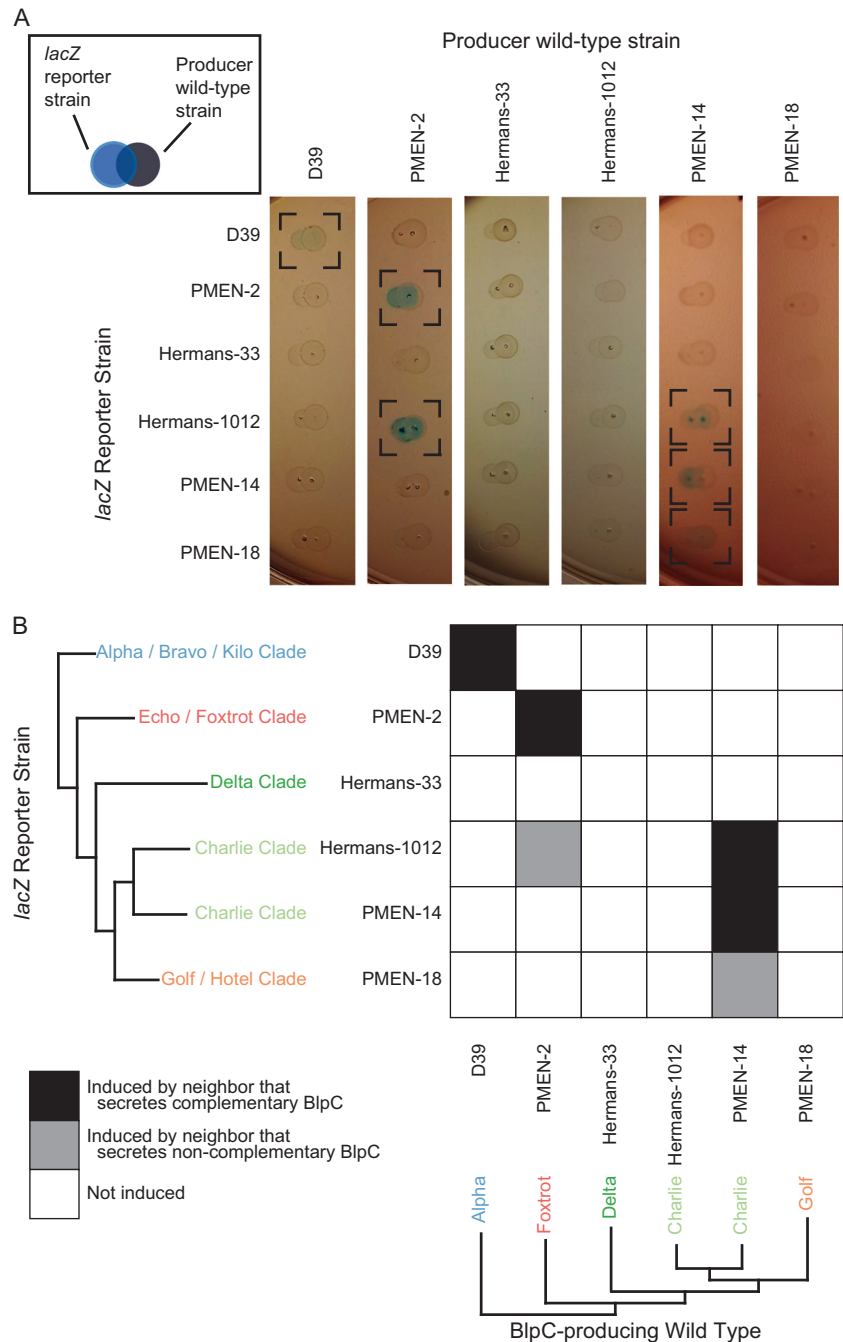 A
lacZ
reporter
strain
Producer
wild-type
strain
Producer wild-type strain
D39
PMEN-2
Hermans-33
Hermans-1012
PMEN-14
PMEN-18
lacZ Reporter Strain
D39
PMEN-2
Hermans-33
Hermans-1012
PMEN-14
PMEN-18
B
lacZ Reporter Strain
Alpha / Bravo / Kilo Clade
Echo / Foxtrot Clade
Delta Clade
Charlie Clade
Charlie Clade
Golf / Hotel Clade
D39
PMEN-2
Hermans-33
Hermans-1012
PMEN-14
PMEN-18
Induced by neighbor that
secretes complementary BlpC
Induced by neighbor that
secretes non-complementary BlpC
Not induced
D39
PMEN-2
Hermans-33
Hermans-1012
PMEN-14
PMEN-18
Alpha
Foxtrot
Delta
Charlie
Charlie
Golf
BlpC-producing Wild Type